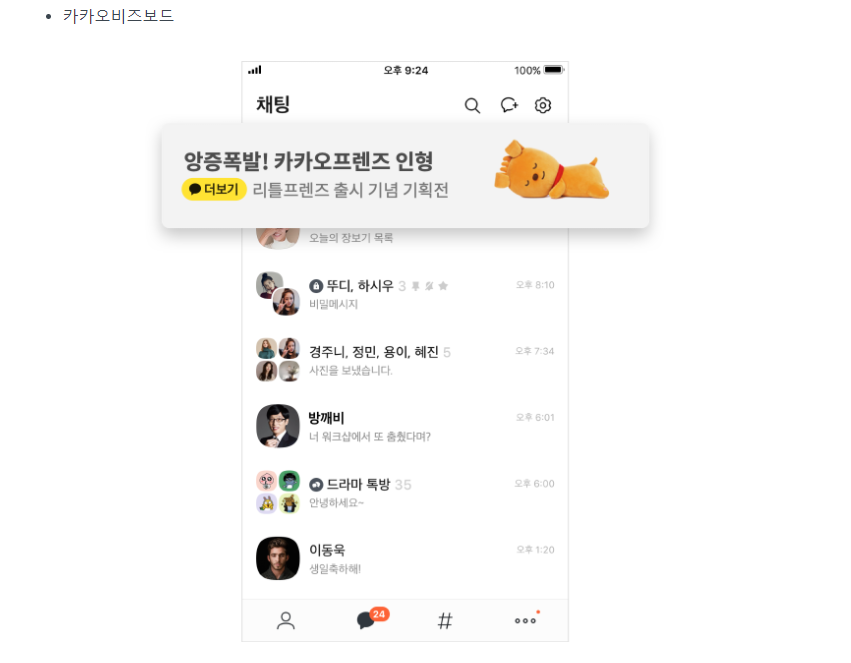 카카오비즈보드
오후 9:24
100%
채팅
앙증폭발! 카카오프렌즈 인형
더보기 리틀프렌즈 출시 기념 기획전
오늘의 장보기 목록
뚜디, 하시우 3
오후 8:10
비밀메시지
경주니, 정민, 용이, 혜진 5
오후 7:34
사진을 보냈습니다.
방깨비
오후 6:01
너 워크샵에서 또 춤췄다며?
드라마 톡방 35
오후 6:00
안녕하세요~
이동욱
오후 1:20
생일축하해!
24
#